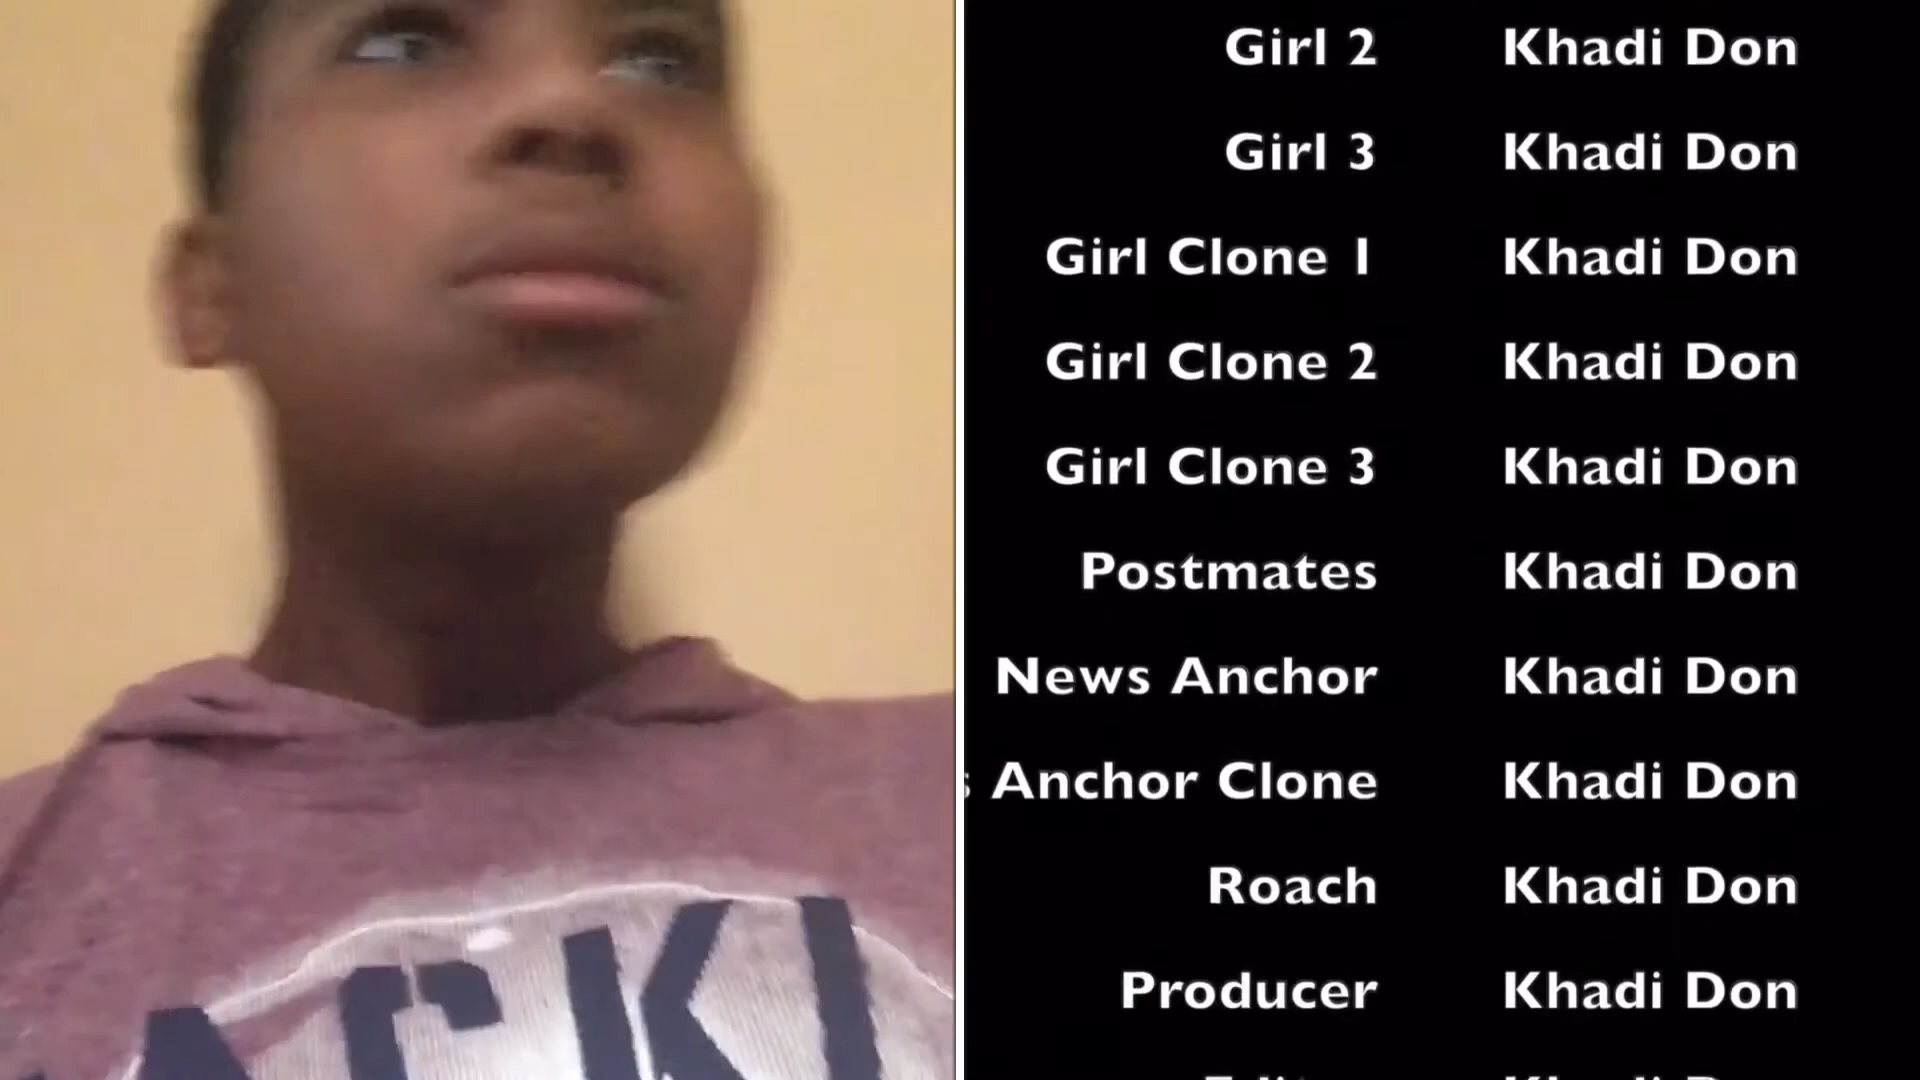 Girl 2 Khadi Don
Girl 3 Khadi Don
Girl Clone 1 Khadi Don
Girl Clone 2 Khadi Don
Girl Clone 3 Khadi Don
Postmates Khadi Don
News Anchor Khadi Don
Anchor Clone Khadi Don
Roach Khadi Don
Producer Khadi Don
ACKI